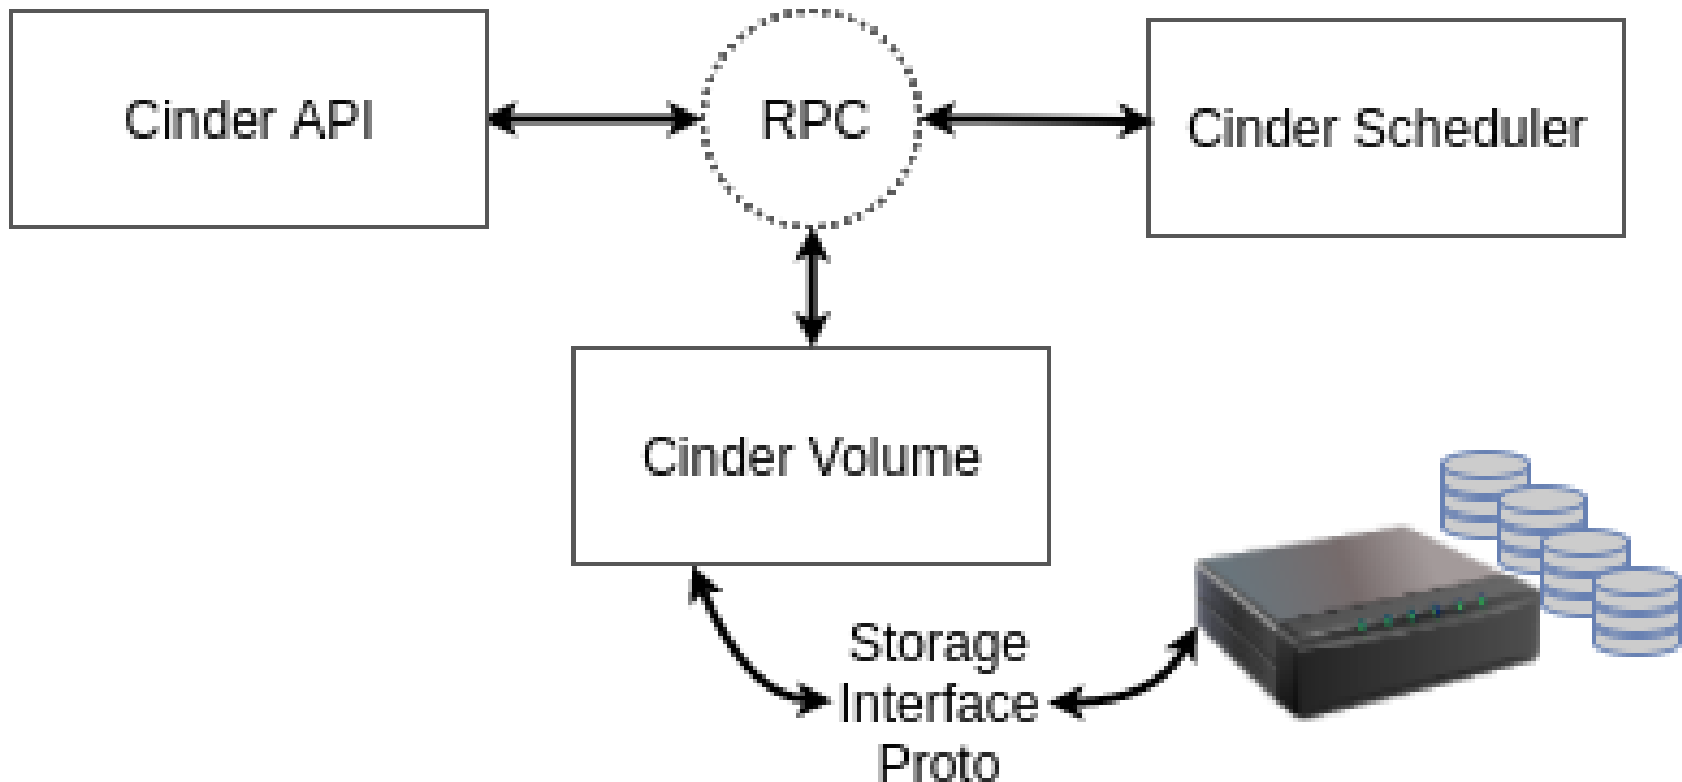 Cinder API
RPC
Cinder Scheduler
Cinder Volume
Storage
Interface
Proto